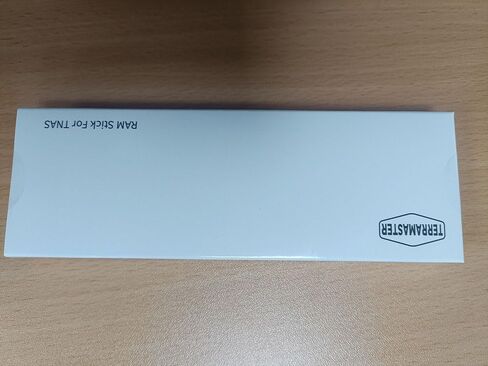 TERRAMASTER
RAM Stick For TNAS